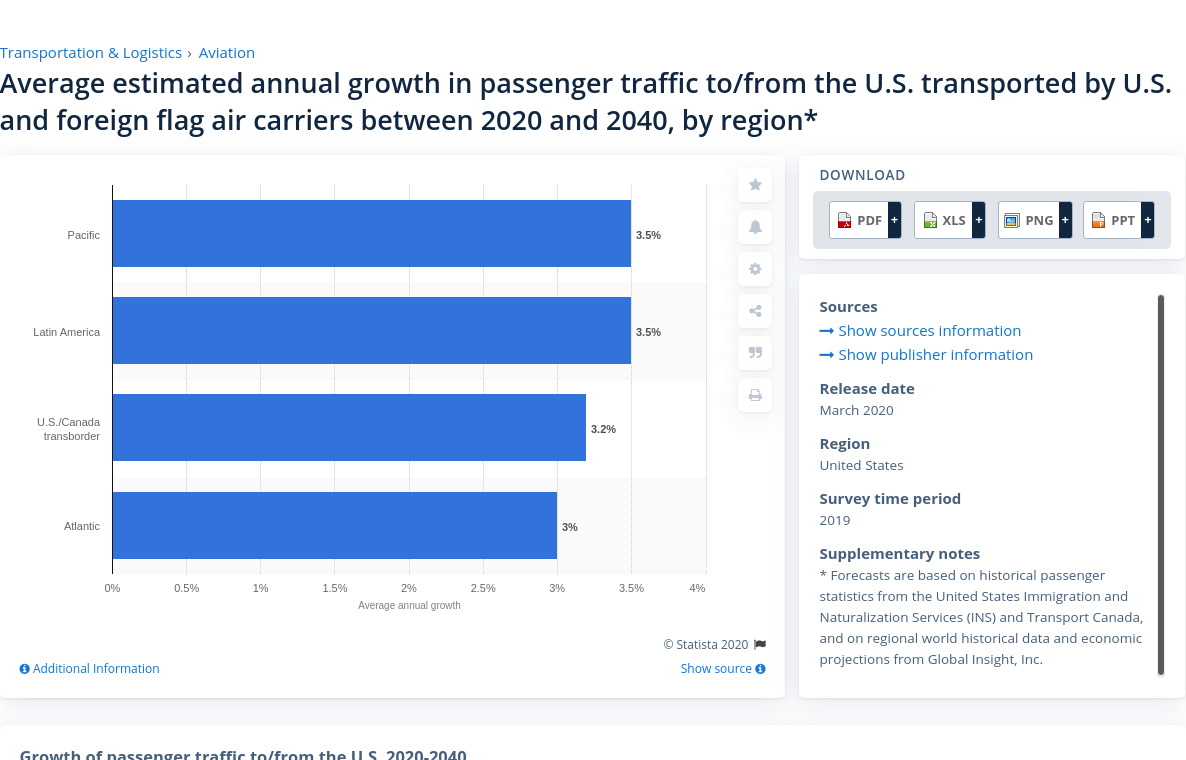 Transportation & Logistics › Aviation
Average estimated annual growth in passenger traffic to/from the U.S. transported by U.S.
and foreign flag air carriers between 2020 and 2040, by region*
Pacific
3.5%
Latin America
3.5%
U.S./Canada
transborder
3.2%
Atlantic
3%
0% 0.5% 1% 1.5% 2% 2.5% 3% 3.5% 4%
Average annual growth
© Statista 2020
Additional Information
Show source
DOWNLOAD
PDF + XLS + PNG + PPT +
Sources
Show sources information
Show publisher information
Release date
March 2020
Region
United States
Survey time period
2019
Supplementary notes
* Forecasts are based on historical passenger
statistics from the United States Immigration and
Naturalization Services (INS) and Transport Canada,
and on regional world historical data and economic
projections from Global Insight, Inc.
Growth of passenger traffic to/from the U.S. 2020-2040